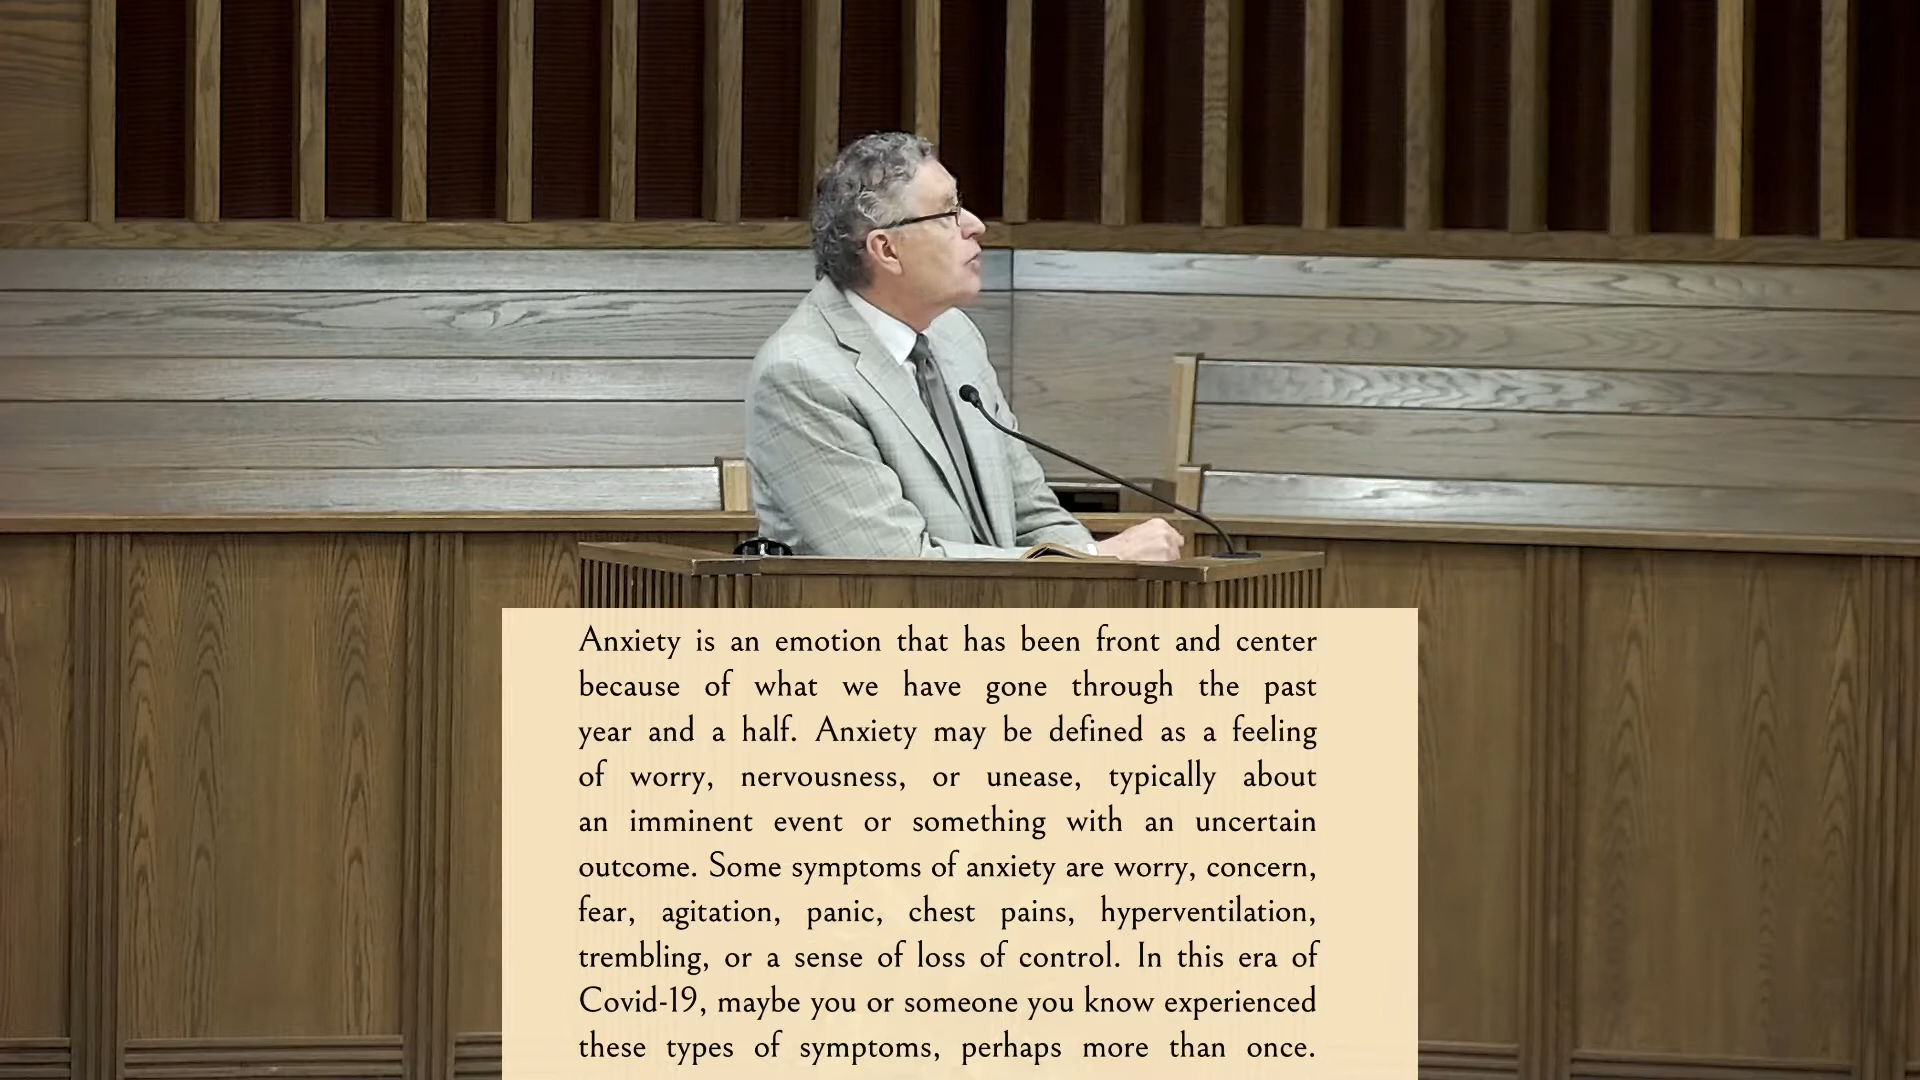 Anxiety is an emotion that has been front and center
because of what we have gone through the past
year and a half. Anxiety may be defined as a feeling
of worry, nervousness, or unease, typically about
an imminent event or something with an uncertain
outcome. Some symptoms of anxiety are worry, concern,
fear, agitation, panic, chest pains, hyperventilation,
trembling, or a sense of loss of control. In this era of
Covid-19, maybe you or someone you know experienced
these types of symptoms, perhaps more than once.